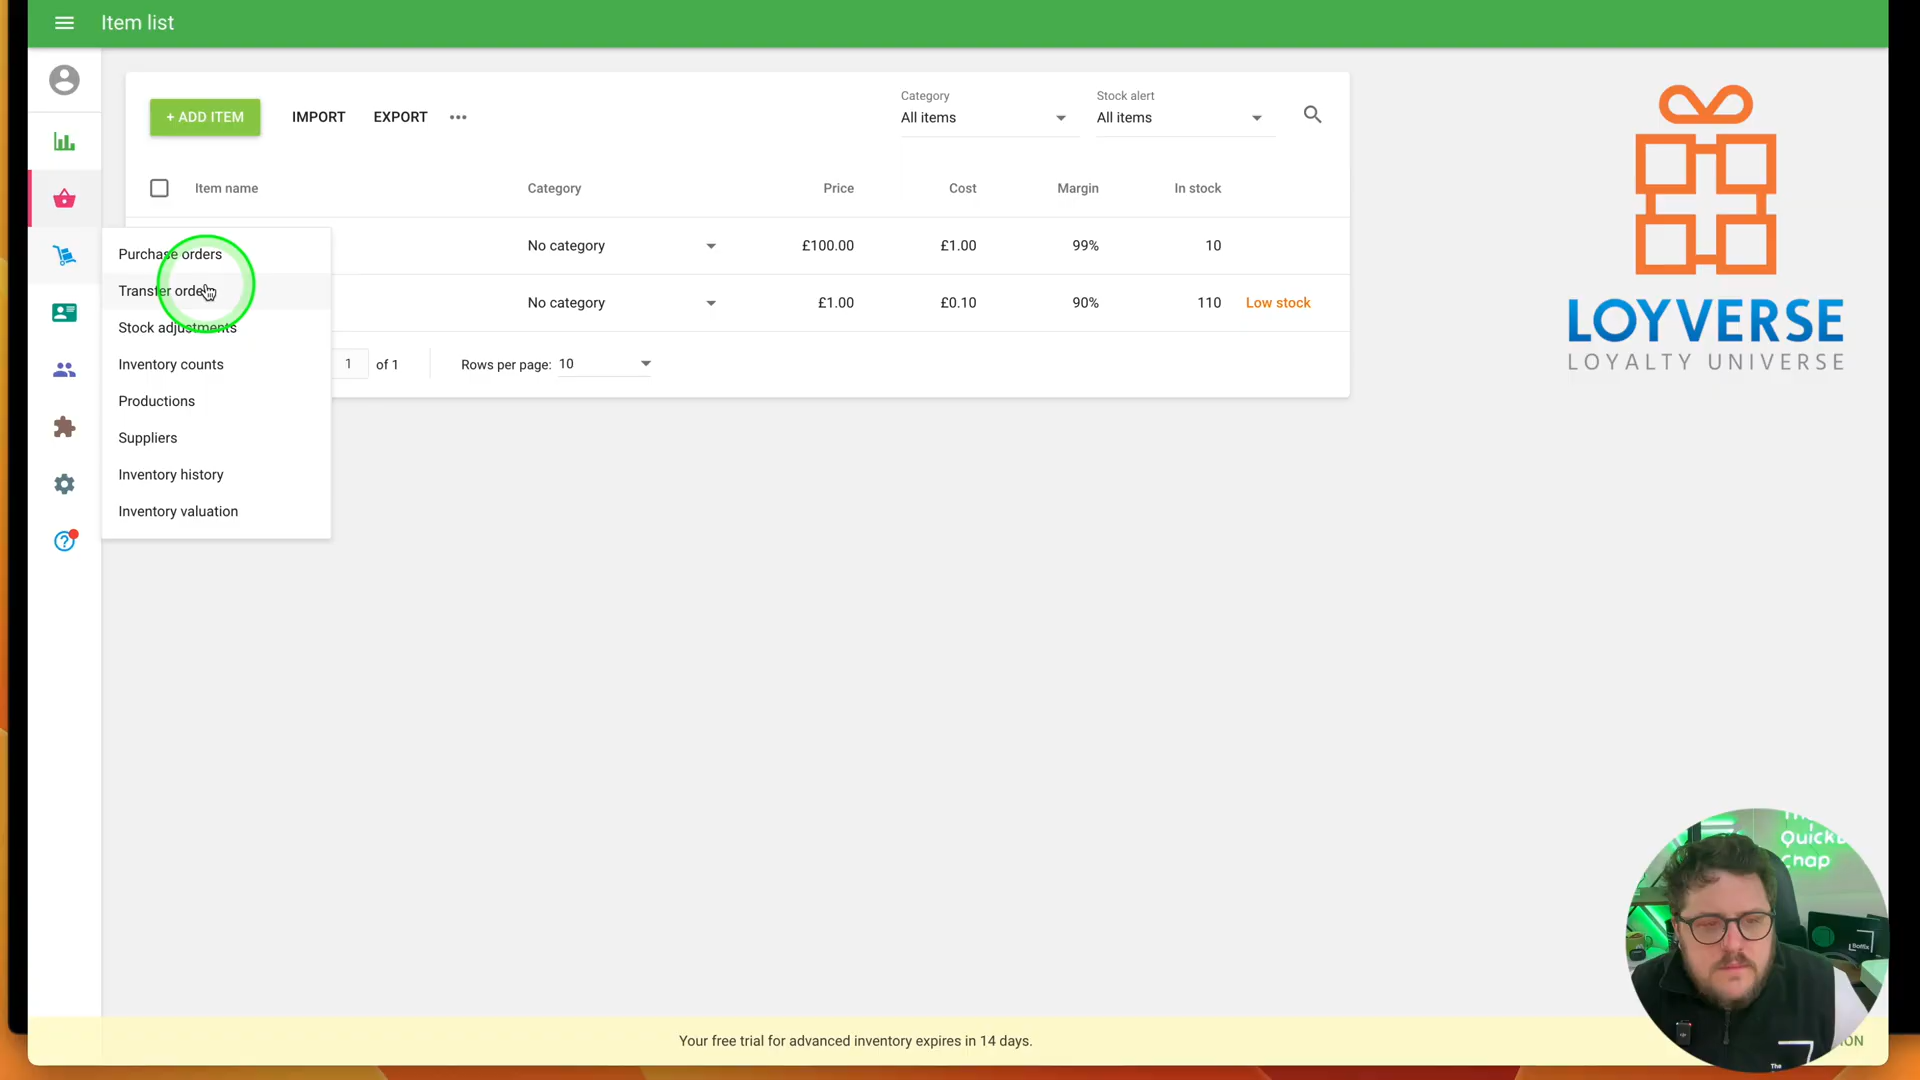 Item list
+ ADD ITEM
IMPORT
EXPORT
Category
All items
Stock alert
All items
Item name
Category
Price
Cost
Margin
In stock
No category
£100.00
£1.00
99%
10
No category
£1.00
£0.10
90%
110
Low stock
1
of 1
Rows per page:
10
Purchase orders
Transfer orders
Stock adjustments
Inventory counts
Productions
Suppliers
Inventory history
Inventory valuation
LOYVERSE
LOYALTY UNIVERSE
Chap
The
Your free trial for advanced inventory expires in 14 days.